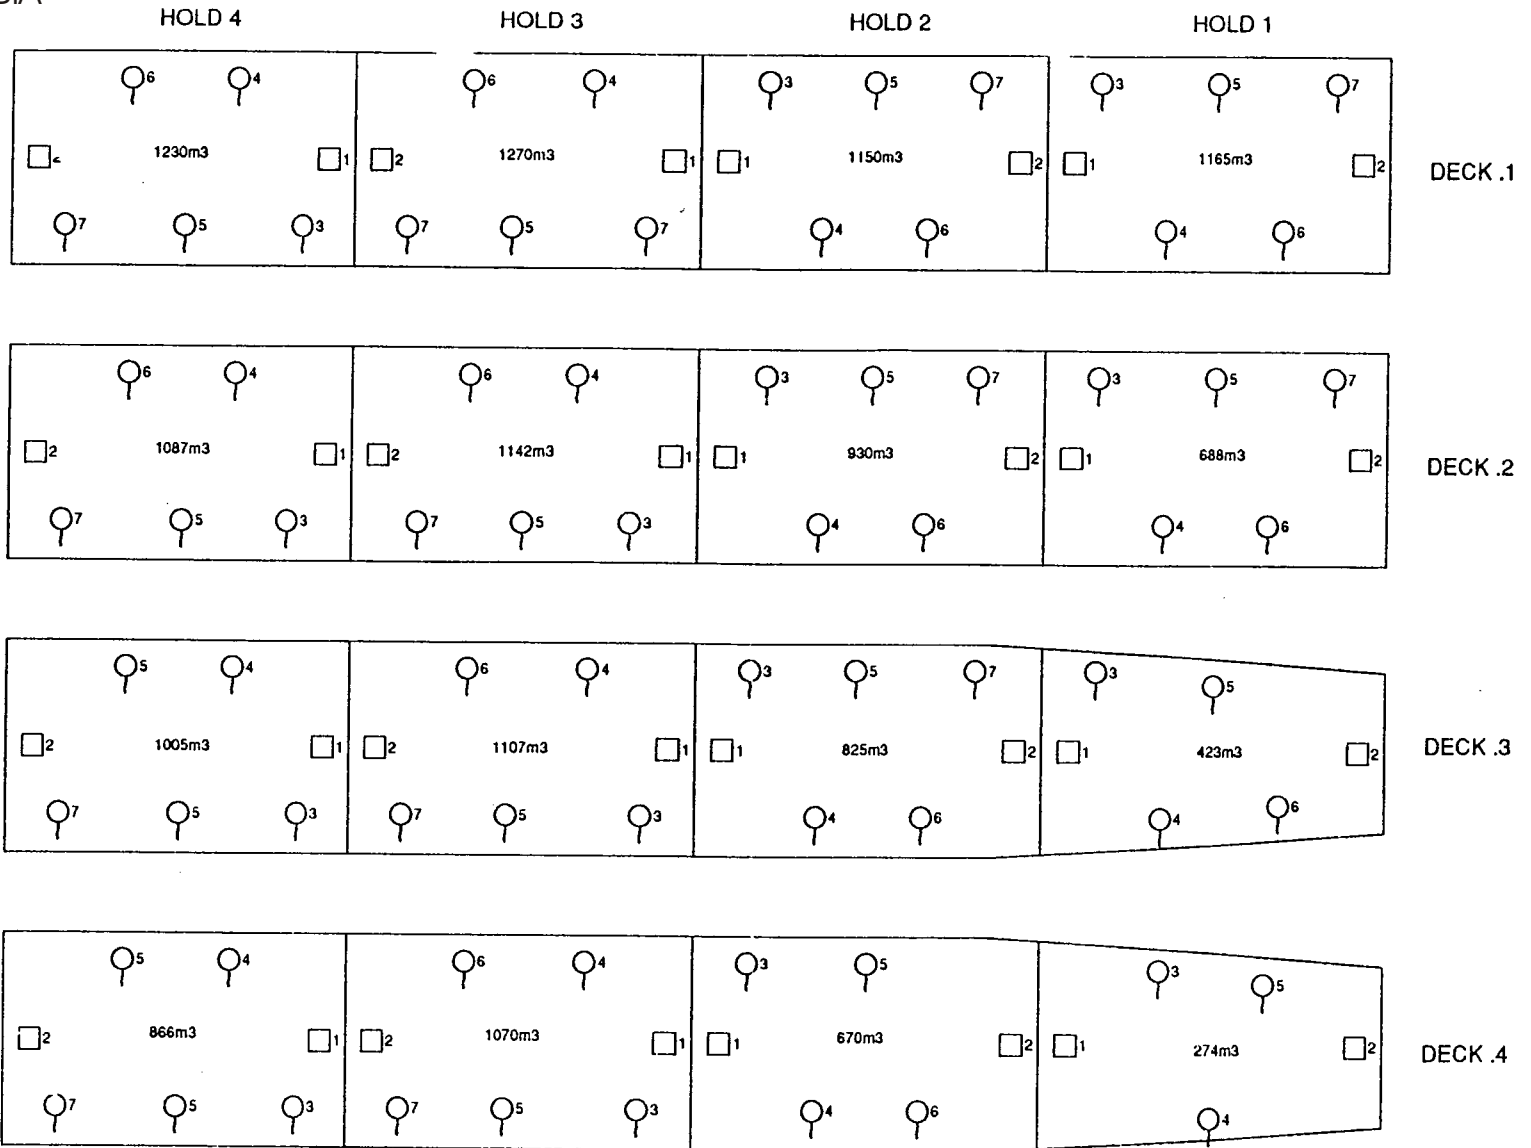 HOLD 4 HOLD 3 HOLD 2 HOLD 1
6 4 6 4 3 5 7 3 5 7
1230m3 1 2 1270m3 1 1 1150m3 2 1 1165m3 2 DECK .1
7 5 3 7 5 7 4 6 4 6
6 4 6 4 3 5 7 3 5 7
2 1087m3 1 2 1142m3 1 1 930m3 2 1 688m3 2 DECK .2
7 5 3 7 5 3 4 6 4 6
5 4 6 4 3 5 7 3 5
2 1005m3 1 2 1107m3 1 1 825m3 2 1 423m3 2 DECK .3
7 5 3 7 5 3 4 6 4 6
5 4 6 4 3 5 3 5
2 866m3 1 2 1070m3 1 1 670m3 2 1 274m3 2 DECK .4
7 5 3 7 5 3 4 6 4